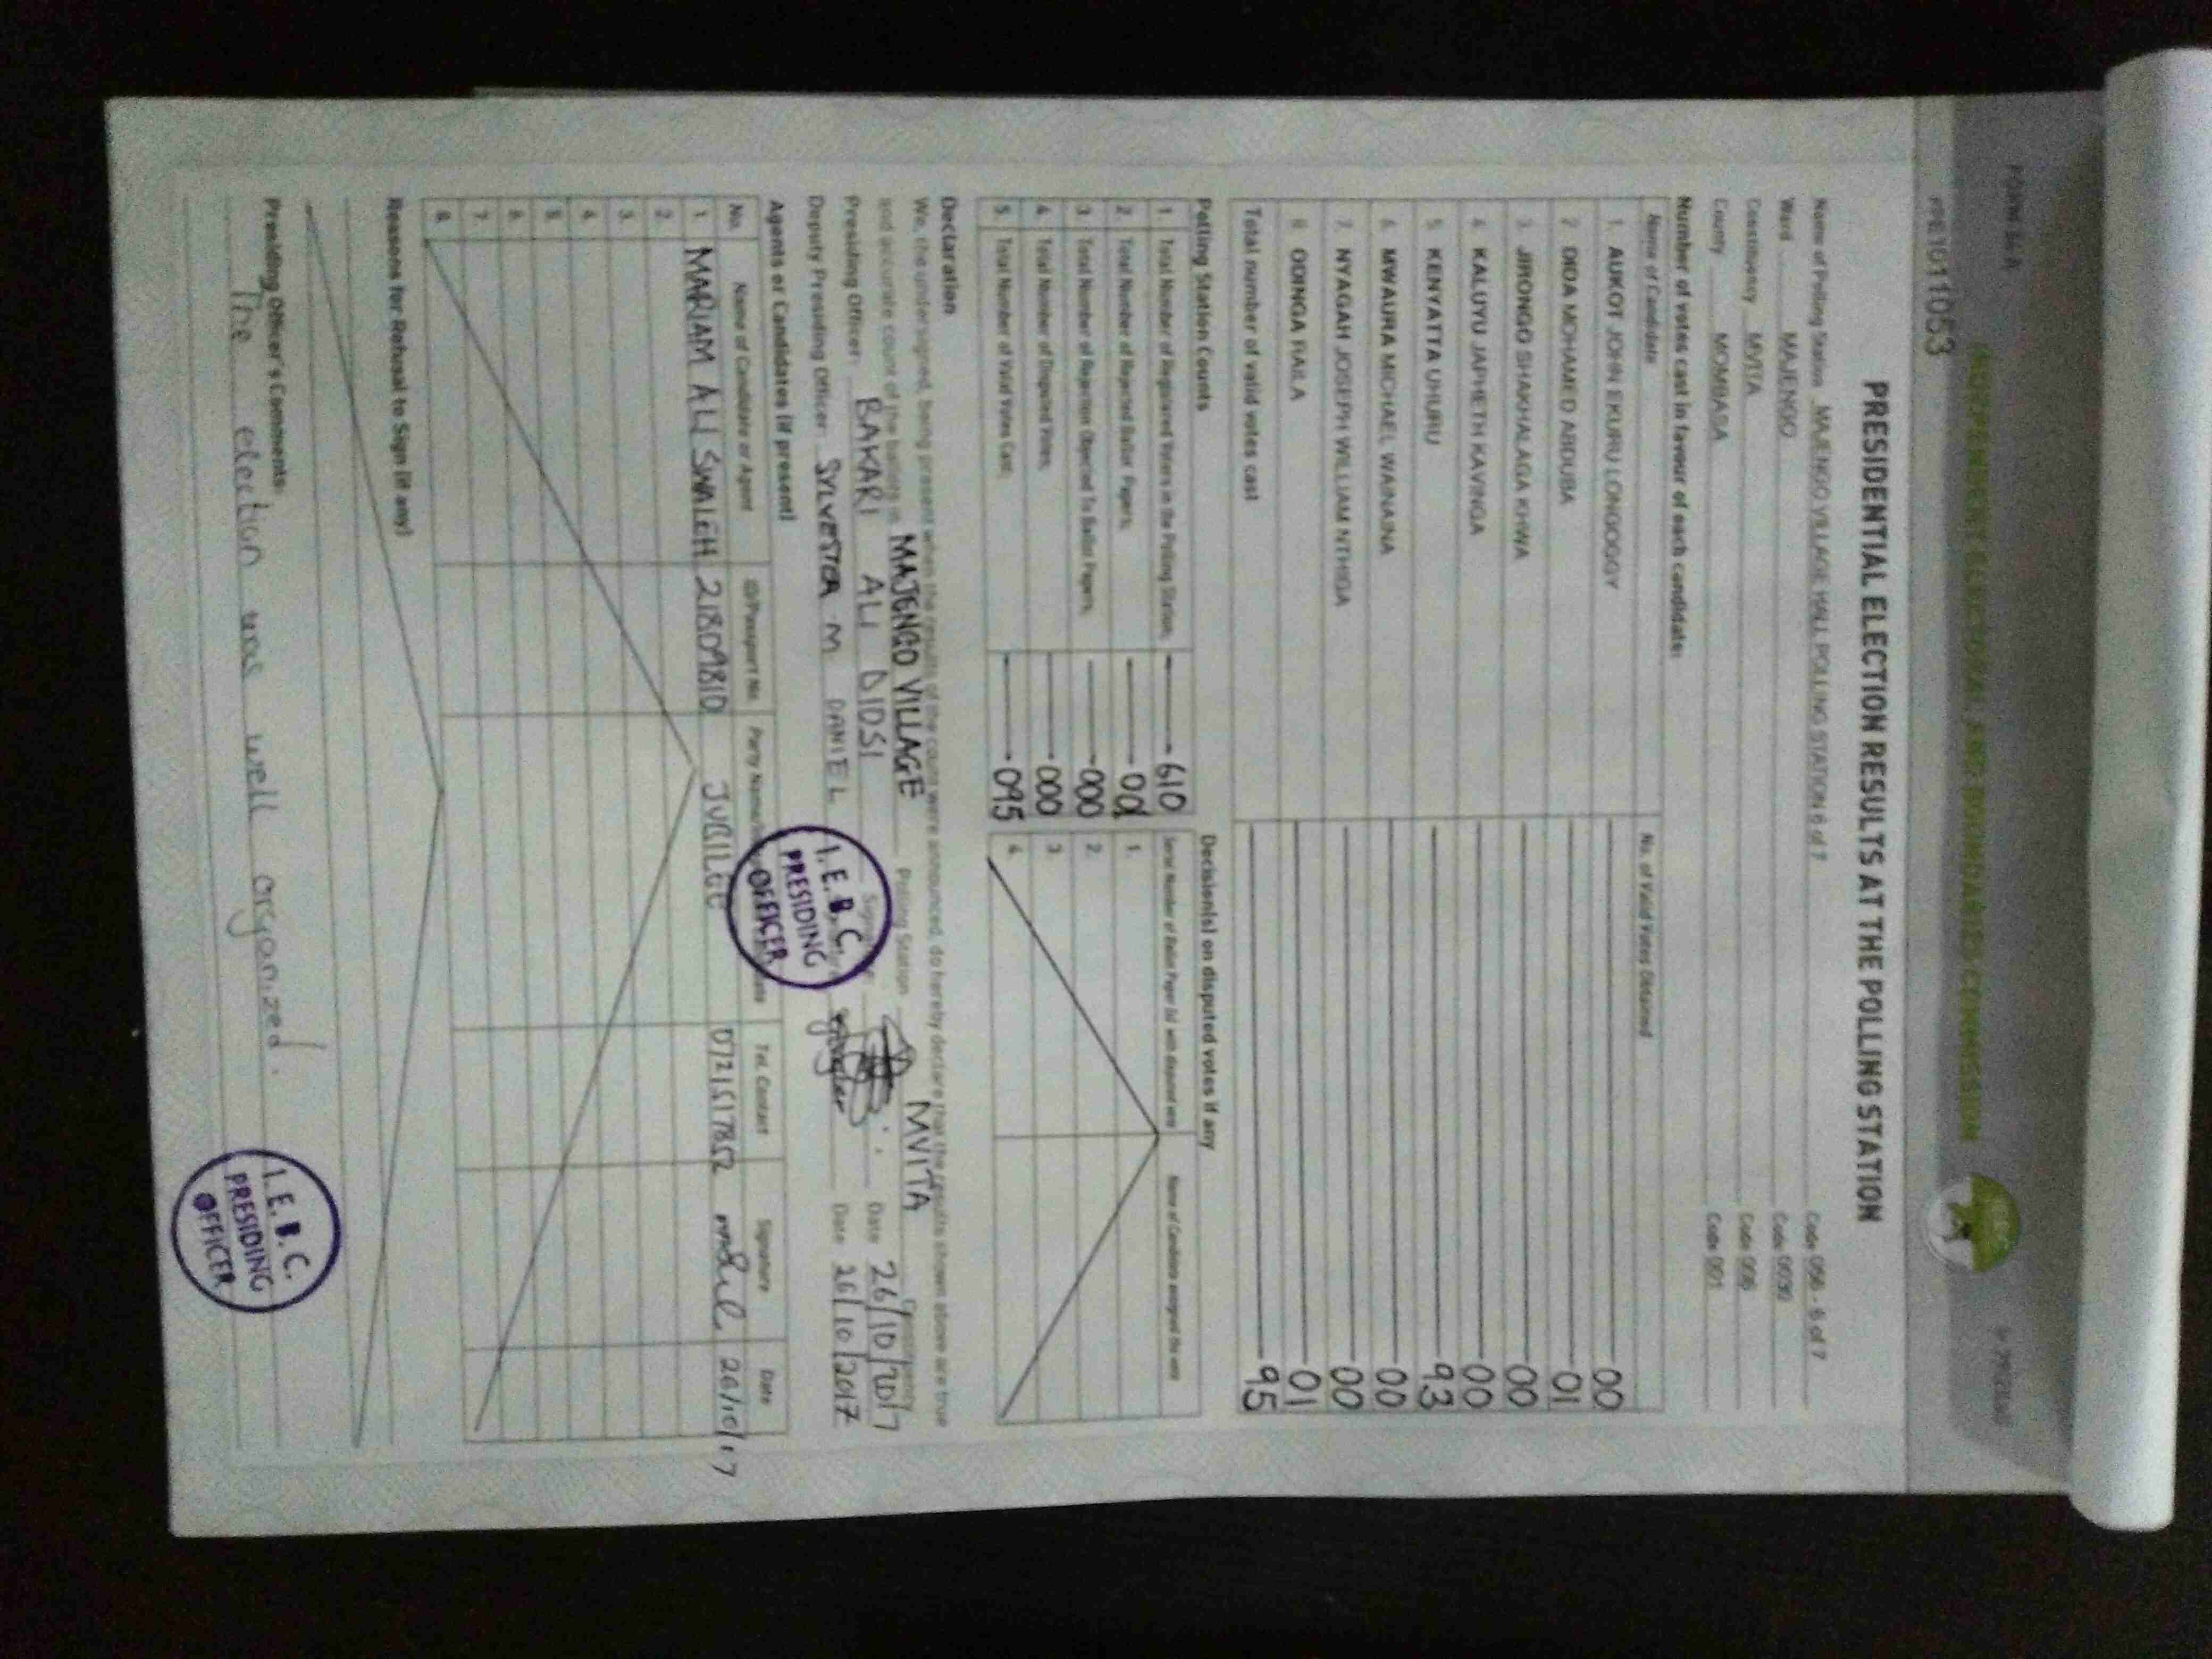 FORM 34A
INDEPENDENT ELECTORAL AND BOUNDARIES COMMISSION
PRE1011053
PRESIDENTIAL ELECTION RESULTS AT THE POLLING STATION
Name of Polling Station MAJENGO VILLAGE HALL POLLING STATION 6 of 7 Code 056 - 6 of 7
Ward MAJENGO Code 0030
Constituency MVITA Code 006
County MOMBASA Code 001
Number of votes cast in favour of each candidate:
Name of Candidate No. of Valid Votes Obtained
1. AUKOT JOHN EKURU LONGOGGY 00
2 DIDA MOHAMED ABDUBA 01
3. JIRONGO SHAKHALAGA KHWA 00
4 KALUYU JAPHETH KAVINGA 00
5 KENYATTA UHURU 93
6. MWAURA MICHAEL WAINAINA 00
7. NYAGAH JOSEPH WILLIAM NTHIGA 00
8 ODINGA RAILA 01
Total number of valid votes cast 95
Polling Station Counts
1. Total Number of Registered Voters in the Polling Station; 610
2. Total Number of Rejected Ballot Papers;
3. Total Number of Rejection Objected To Ballot Papers; 000
4. Total Number of Disputed Votes; 000
5. Total Number of Valid Votes Cast; 095
Decision(s) on disputed votes if any
Serial Number of Ballot Paper (s) with disputed vote Name of Candidate assigned the vote
1.
2.
3.
4.
Declaration
We, the undersigned, being present when the results of the count were announced, do hereby declare that the results shown above are true
and accurate count of the ballots in MAJENGO VILLAGE Polling Station MVITA Constituency
Presiding Officer: BAKARI ALI DIDSI Signature Date 26/10/2017
Deputy Presiding Officer: SYLVESTER M DANIEL Date 26/10/2017
I.E.B.C.
PRESIDING
OFFICER
Agents or Candidates (if present)
No. Name of Candidate or Agent ID/Passport No. Party Name Tel. Contact Signature Date
1 MARIAM ALI SWALEH 21809810 JUBILEE 0721517852 26/10/17
2.
3.
4.
5.
6.
7.
8.
Reasons for Refusal to Sign (if any)
Presiding Officer's Comments:
The election was well organized.
I.E.B.C.
PRESIDING
OFFICER